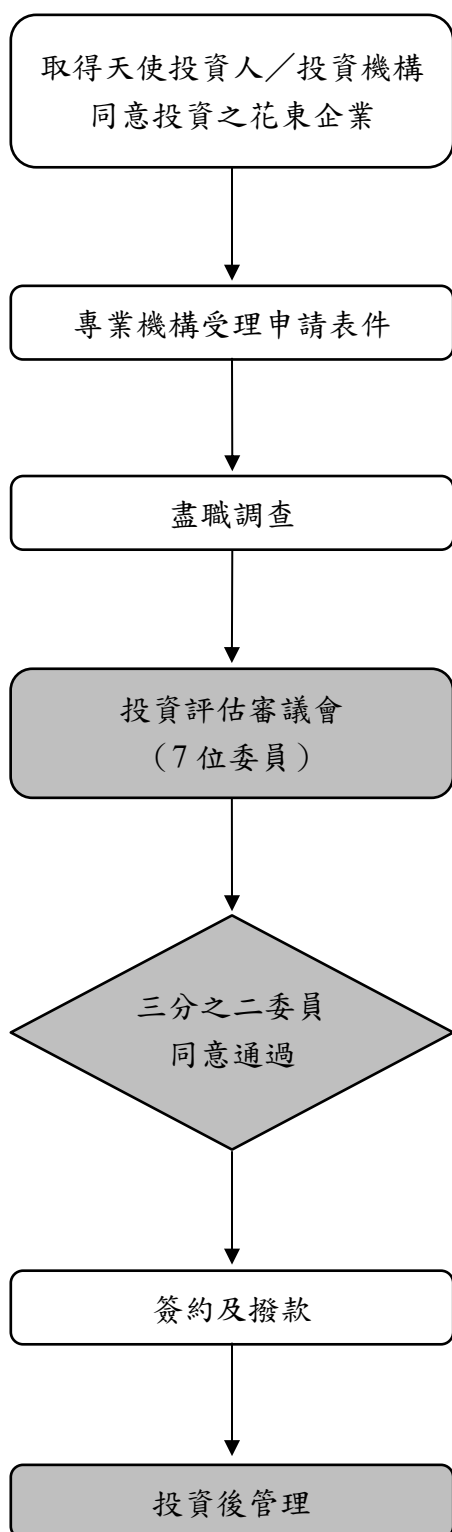 取得天使投資人／投資機構
同意投資之花東企業
專業機構受理申請表件
盡職調查
投資評估審議會
（7 位委員）
三分之二委員
同意通過
簽約及撥款
投資後管理